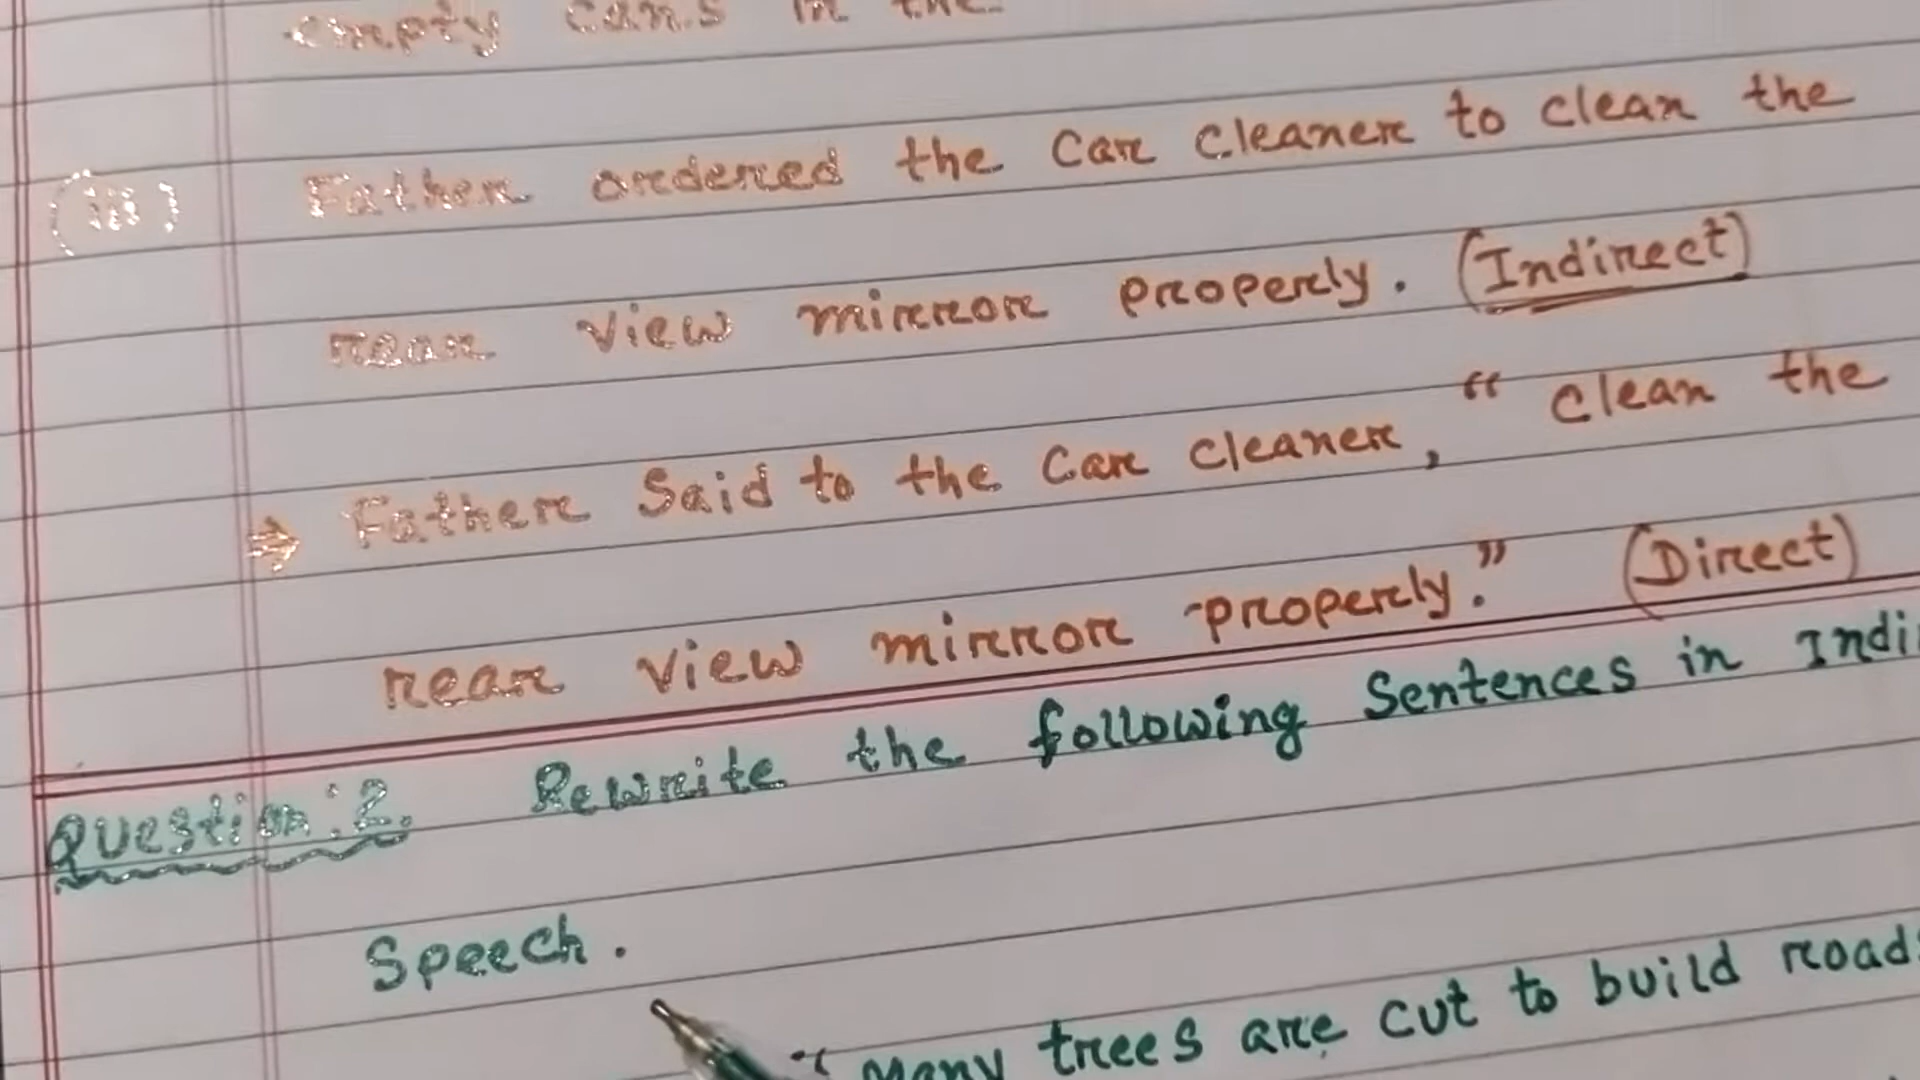 empty cans in the
(iii) Father ordered the Car cleaner to clean the
rear view mirror properly. (Indirect)
⇒ Father Said to the Car cleaner, “ clean the
rear view mirror properly.” (Direct)
Question:2. Rewrite the following Sentences in Indi
Speech.
“ Many trees are cut to build roads